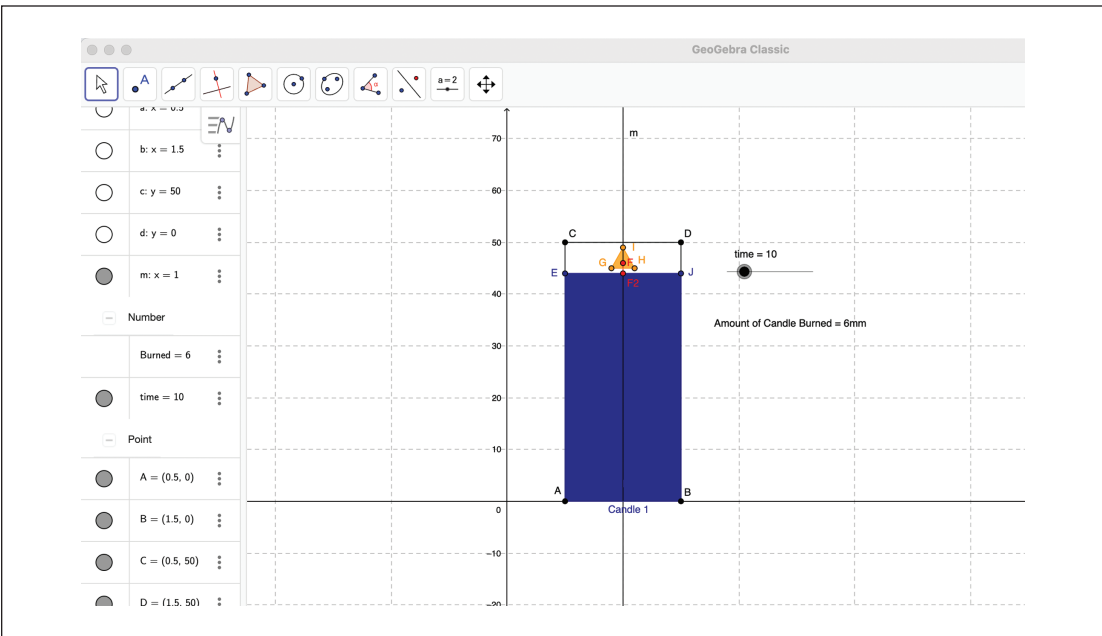 GeoGebra Classic
A
α
a=2
a: x = 0.5
b: x = 1.5
c: y = 50
d: y = 0
m: x = 1
Number
Burned = 6
time = 10
Point
A = (0.5, 0)
B = (1.5, 0)
C = (0.5, 50)
D = (1.5, 50)
m
70
60
50
C
D
I
G
F
H
E
J
F2
time = 10
40
Amount of Candle Burned = 6mm
30
20
10
A
B
0
Candle 1
−10
−20